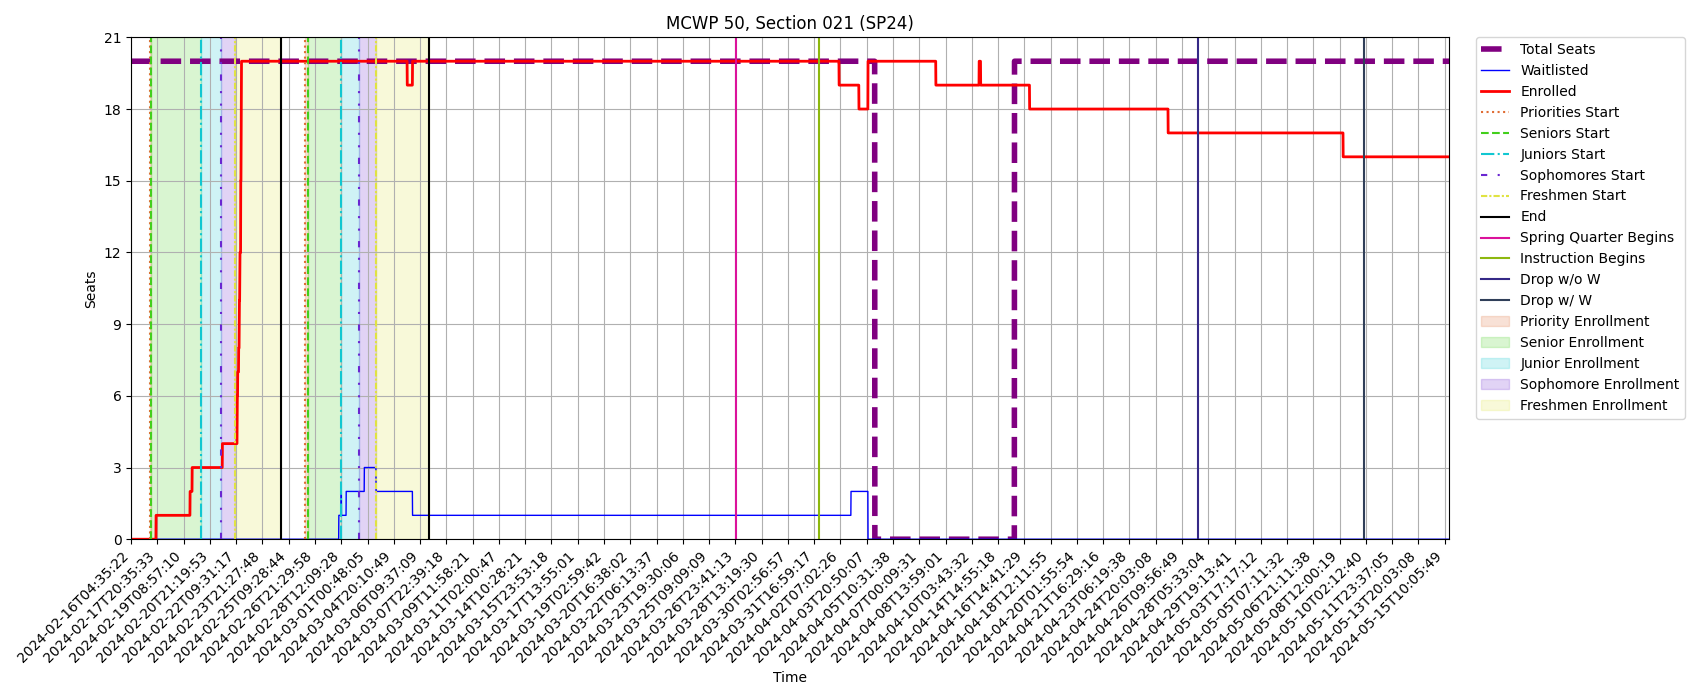 MCWP 50, Section 021 (SP24)
21
18
15
12
9
6
3
0
Seats
2024-02-16T04:35:22
2024-02-17T20:35:33
2024-02-19T08:57:10
2024-02-20T21:19:53
2024-02-22T09:31:17
2024-02-23T21:27:48
2024-02-25T09:28:44
2024-02-26T21:29:58
2024-02-28T12:09:28
2024-03-01T00:48:05
2024-03-04T20:10:49
2024-03-06T09:37:09
2024-03-07T22:39:18
2024-03-09T11:58:21
2024-03-11T02:00:47
2024-03-14T10:28:21
2024-03-15T23:53:18
2024-03-17T13:55:01
2024-03-19T02:59:42
2024-03-20T16:38:02
2024-03-22T06:13:37
2024-03-23T19:30:06
2024-03-25T09:09:09
2024-03-26T23:41:13
2024-03-28T13:19:30
2024-03-30T02:56:57
2024-03-31T16:59:17
2024-04-02T07:02:26
2024-04-03T20:50:07
2024-04-05T10:31:38
2024-04-07T00:09:31
2024-04-08T13:59:01
2024-04-10T03:43:32
2024-04-14T14:55:18
2024-04-16T14:41:29
2024-04-18T12:11:55
2024-04-20T01:55:54
2024-04-21T16:29:16
2024-04-23T06:19:38
2024-04-24T20:03:08
2024-04-26T09:56:49
2024-04-28T05:33:04
2024-04-29T19:13:41
2024-05-03T17:17:12
2024-05-05T07:11:32
2024-05-06T21:11:38
2024-05-08T12:00:19
2024-05-10T02:12:40
2024-05-11T23:37:05
2024-05-13T20:03:08
2024-05-15T10:05:49
Time
Total Seats
Waitlisted
Enrolled
Priorities Start
Seniors Start
Juniors Start
Sophomores Start
Freshmen Start
End
Spring Quarter Begins
Instruction Begins
Drop w/o W
Drop w/ W
Priority Enrollment
Senior Enrollment
Junior Enrollment
Sophomore Enrollment
Freshmen Enrollment